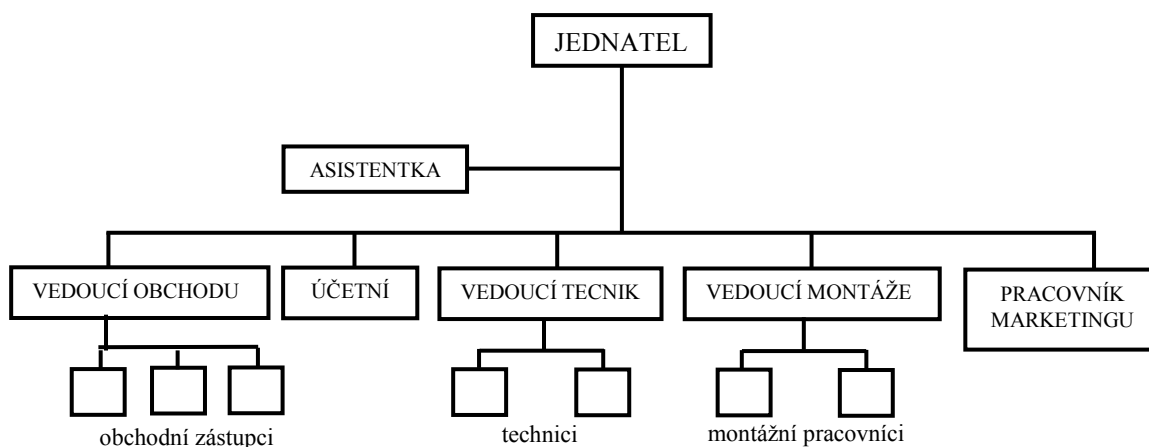 JEDNATEL
ASISTENTKA
VEDOUCÍ OBCHODU
ÚČETNÍ
VEDOUCÍ TECNIK
VEDOUCÍ MONTÁŽE
PRACOVNÍK
MARKETINGU
obchodní zástupci
technici
montážní pracovníci